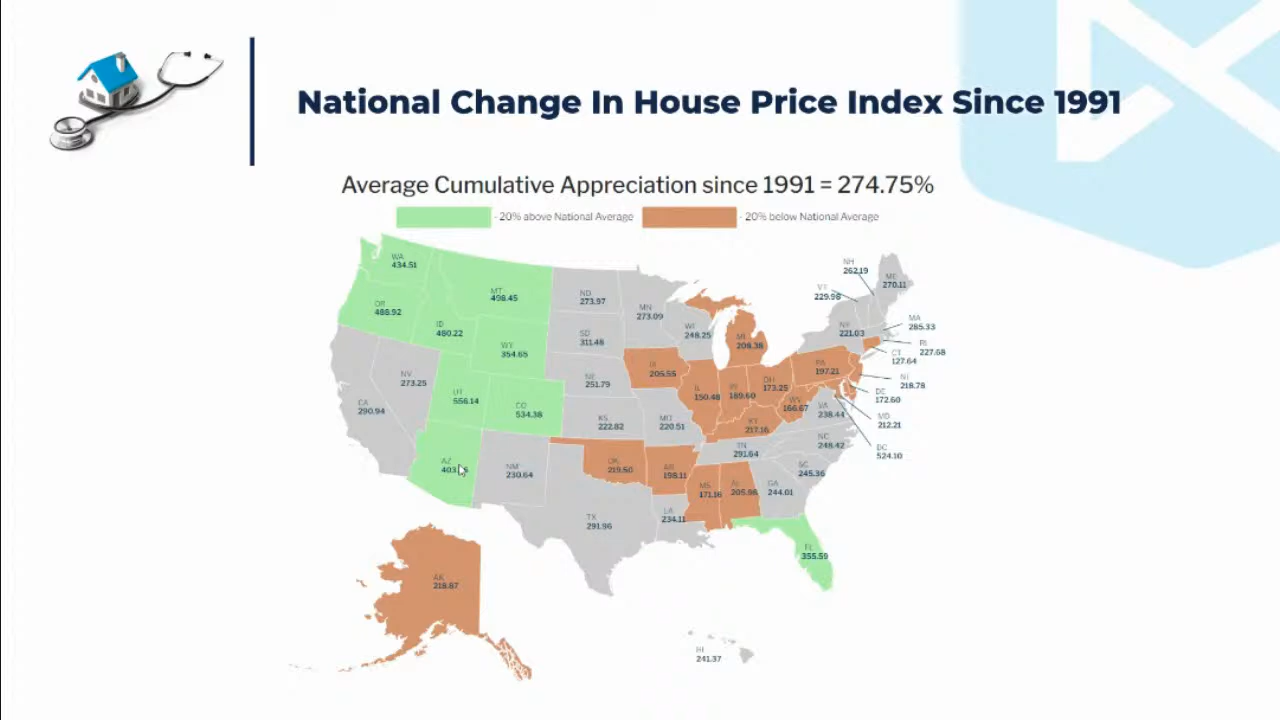 National Change In House Price Index Since 1991
Average Cumulative Appreciation since 1991 = 274.75%
- 20% above National Average
- 20% below National Average
WA
434.51
OR
488.92
ID
480.22
MT
498.45
WY
354.65
ND
273.97
SD
311.48
NE
251.79
KS
222.82
MN
273.09
WI
248.25
MI
208.38
IA
205.55
IL
150.48
IN
189.60
OH
173.25
PA
197.21
NY
221.03
VT
229.98
NH
262.19
ME
270.11
MA
285.33
RI
227.68
CT
127.64
NJ
218.78
DE
172.60
MD
212.21
DC
524.10
WV
166.67
VA
238.44
KY
217.16
NC
248.42
TN
291.64
SC
245.36
GA
244.01
AL
205.98
MS
171.16
LA
234.11
AR
198.11
MO
220.51
OK
219.50
TX
291.96
NM
230.64
CO
534.38
UT
556.14
NV
273.25
CA
290.94
AZ
403.
FL
355.59
AK
218.87
HI
241.37